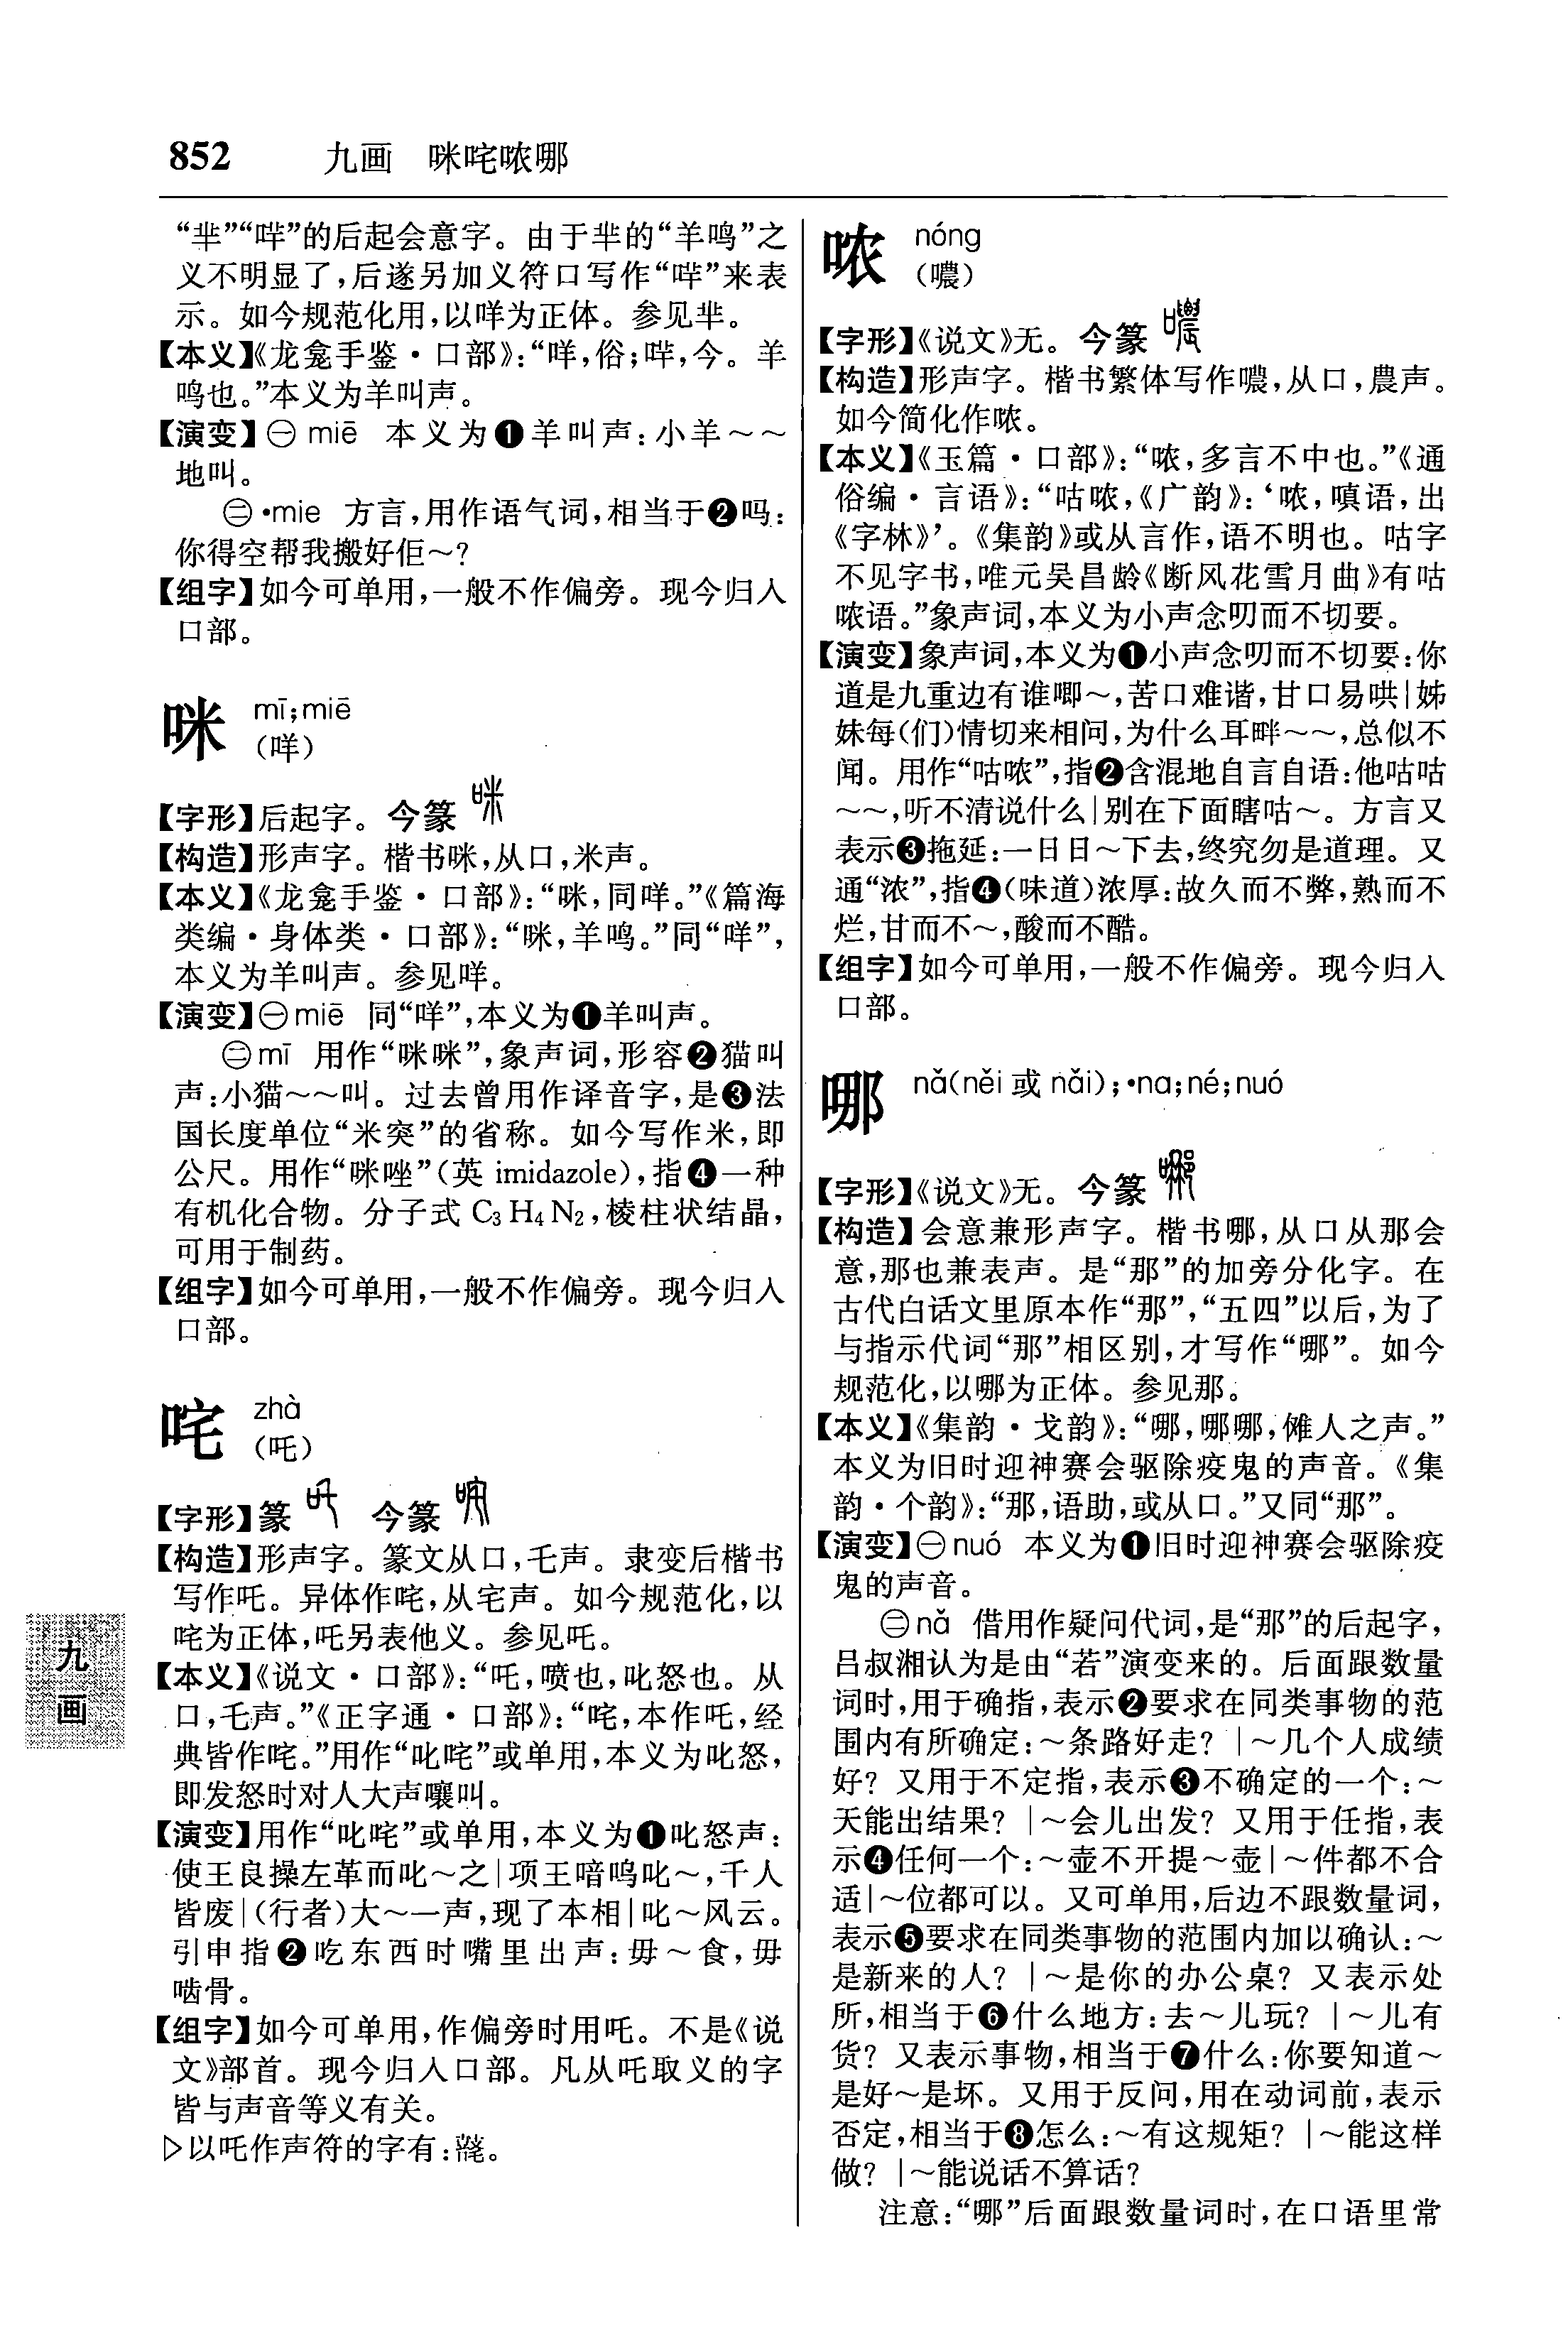 852 九画 咪咤哝哪
“芈”“哶”的后起会意字。由于芈的“羊鸣”之
义不明显了,后遂另加义符口写作“哶”来表
示。如今规范化用,以咩为正体。参见芈。
【本义】《龙龛手鉴·口部》:“咩,俗;哶,今。羊
鸣也。”本义为羊叫声。
【演变】㊀ miē 本义为❶羊叫声:小羊～～
地叫。
㊁ ·mie 方言,用作语气词,相当于❷吗:
你得空帮我搬好佢～?
【组字】如今可单用,一般不作偏旁。现今归入
口部。
咪 mī;miē
(咩)
【字形】后起字。今篆
【构造】形声字。楷书咪,从口,米声。
【本义】《龙龛手鉴·口部》:“咪,同咩。”《篇海
类编·身体类·口部》:“咪,羊鸣。”同“咩”,
本义为羊叫声。参见咩。
【演变】㊀ miē 同“咩”,本义为❶羊叫声。
㊁ mī 用作“咪咪”,象声词,形容❷猫叫
声:小猫～～叫。过去曾用作译音字,是❸法
国长度单位“米突”的省称。如今写作米,即
公尺。用作“咪唑”(英 imidazole),指❹一种
有机化合物。分子式 C₃H₄N₂,棱柱状结晶,
可用于制药。
【组字】如今可单用,一般不作偏旁。现今归入
口部。
咤 zhà
(吒)
【字形】篆 今篆
【构造】形声字。篆文从口,乇声。隶变后楷书
写作吒。异体作咤,从宅声。如今规范化,以
咤为正体,吒另表他义。参见吒。
【本义】《说文·口部》:“吒,喷也,叱怒也。从
口,乇声。”《正字通·口部》:“咤,本作吒,经
典皆作咤。”用作“叱咤”或单用,本义为叱怒,
即发怒时对人大声嚷叫。
【演变】用作“叱咤”或单用,本义为❶叱怒声:
使王良操左革而叱～之|项王喑呜叱～,千人
皆废|(行者)大～一声,现了本相|叱～风云。
引申指❷吃东西时嘴里出声:毋～食,毋
啮骨。
【组字】如今可单用,作偏旁时用吒。不是《说
文》部首。现今归入口部。凡从吒取义的字
皆与声音等义有关。
▷以吒作声符的字有:
九
画
哝 nóng
(噥)
【字形】《说文》无。今篆
【构造】形声字。楷书繁体写作噥,从口,農声。
如今简化作哝。
【本义】《玉篇·口部》:“哝,多言不中也。”《通
俗编·言语》:“咕哝,《广韵》:‘哝,嗔语,出
《字林》’。《集韵》或从言作,语不明也。咕字
不见字书,唯元吴昌龄《断风花雪月曲》有咕
哝语。”象声词,本义为小声念叨而不切要。
【演变】象声词,本义为❶小声念叨而不切要:你
道是九重边有谁唧～,苦口难谐,甘口易哄|姊
妹每(们)情切来相问,为什么耳畔～～,总似不
闻。用作“咕哝”,指❷含混地自言自语:他咕咕
～～,听不清说什么|别在下面瞎咕～。方言又
表示❸拖延:一日日～下去,终究勿是道理。又
通“浓”,指❹(味道)浓厚:故久而不弊,熟而不
烂,甘而不～,酸而不酷。
【组字】如今可单用,一般不作偏旁。现今归入
口部。
哪 nǎ(něi 或 nǎi);·na;né;nuó
【字形】《说文》无。今篆
【构造】会意兼形声字。楷书哪,从口从那会
意,那也兼表声。是“那”的加旁分化字。在
古代白话文里原本作“那”,“五四”以后,为了
与指示代词“那”相区别,才写作“哪”。如今
规范化,以哪为正体。参见那。
【本义】《集韵·戈韵》:“哪,哪哪,傩人之声。”
本义为旧时迎神赛会驱除疫鬼的声音。《集
韵·个韵》:“那,语助,或从口。”又同“那”。
【演变】㊀ nuó 本义为❶旧时迎神赛会驱除疫
鬼的声音。
㊁ nǎ 借用作疑问代词,是“那”的后起字,
吕叔湘认为是由“若”演变来的。后面跟数量
词时,用于确指,表示❷要求在同类事物的范
围内有所确定:～条路好走? |～几个人成绩
好? 又用于不定指,表示❸不确定的一个:～
天能出结果? |～会儿出发? 又用于任指,表
示❹任何一个:～壶不开提～壶|～件都不合
适|～位都可以。又可单用,后边不跟数量词,
表示❺要求在同类事物的范围内加以确认:～
是新来的人? |～是你的办公桌? 又表示处
所,相当于❻什么地方:去～儿玩? |～儿有
货? 又表示事物,相当于❼什么:你要知道～
是好～是坏。又用于反问,用在动词前,表示
否定,相当于❽怎么:～有这规矩? |～能这样
做? |～能说话不算话?
注意:“哪”后面跟数量词时,在口语里常